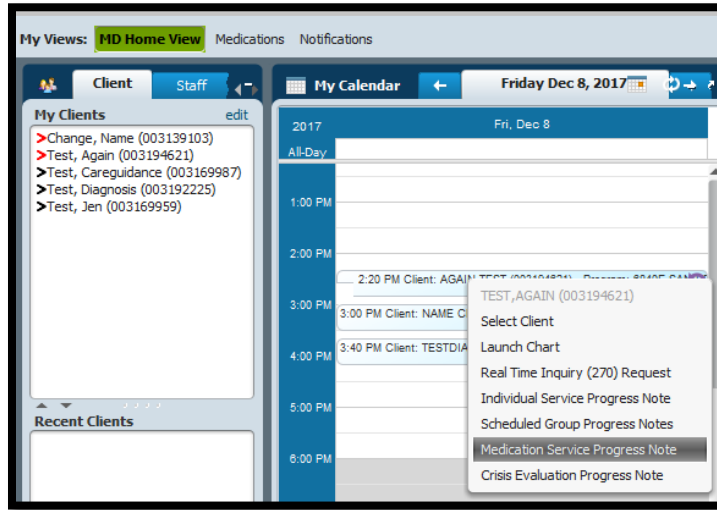 My Views: MD Home View Medications Notifications
Client Staff
My Clients edit
>Change, Name (003139103)
>Test, Again (003194621)
>Test, Careguidance (003169987)
>Test, Diagnosis (003192225)
>Test, Jen (003169959)
Recent Clients
My Calendar Friday Dec 8, 2017
2017 Fri, Dec 8
All-Day
1:00 PM
2:00 PM
2:20 PM Client: AGAIN TEST (003194621) Program: 6840E
3:00 PM
3:00 PM Client: NAME
3:40 PM Client:
4:00 PM
5:00 PM
6:00 PM
TEST,AGAIN (003194621)
Select Client
Launch Chart
Real Time Inquiry (270) Request
Individual Service Progress Note
Scheduled Group Progress Notes
Medication Service Progress Note
Crisis Evaluation Progress Note